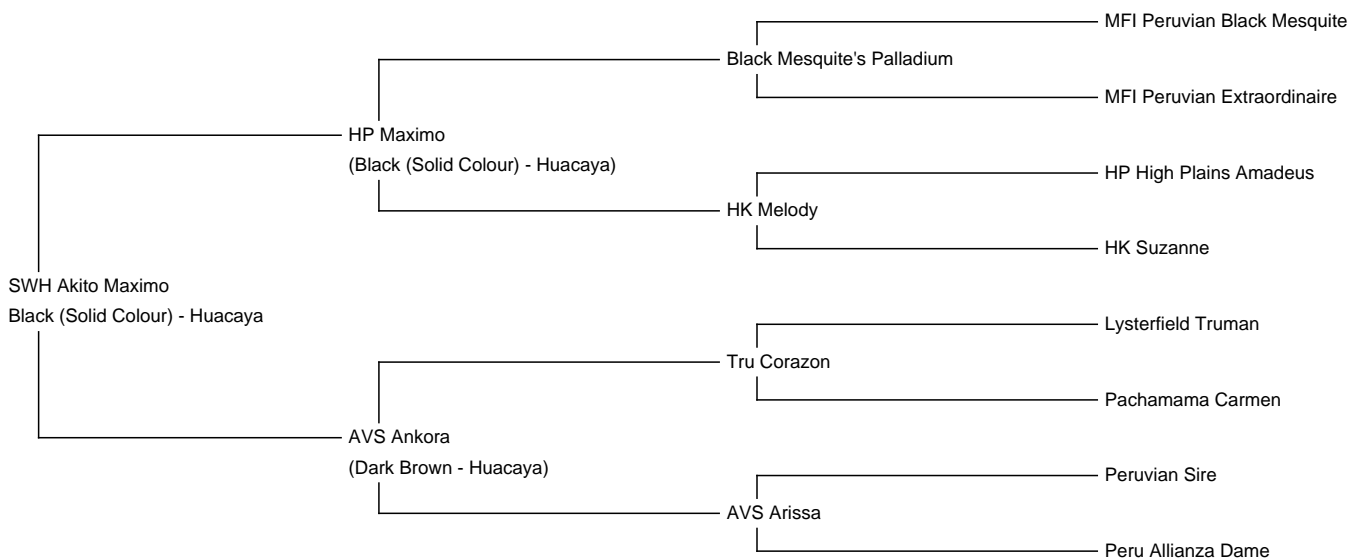 MFI Peruvian Black Mesquite
Black Mesquite's Palladium
MFI Peruvian Extraordinaire
HP Maximo
(Black (Solid Colour) - Huacaya)
HP High Plains Amadeus
HK Melody
HK Suzanne
SWH Akito Maximo
Black (Solid Colour) - Huacaya
Lysterfield Truman
Tru Corazon
Pachamama Carmen
AVS Ankora
(Dark Brown - Huacaya)
Peruvian Sire
AVS Arissa
Peru Allianza Dame